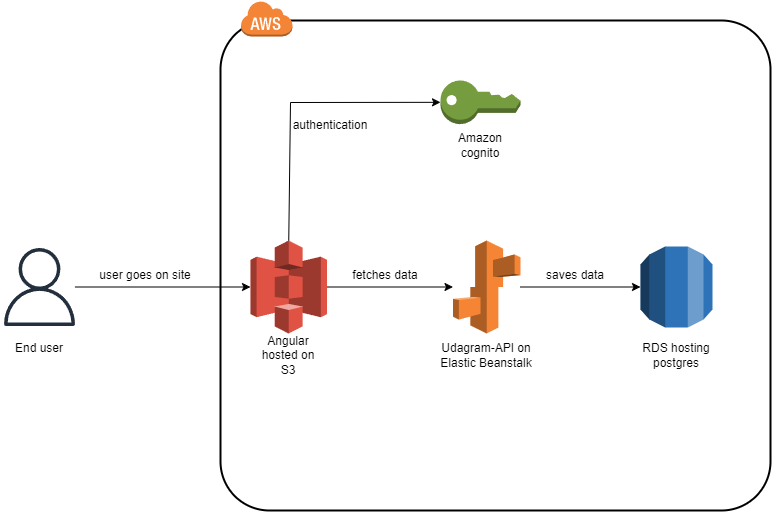 AWS
authentication
Amazon
cognito
user goes on site
fetches data
saves data
End user
Angular
hosted on
S3
Udagram-API on
Elastic Beanstalk
RDS hosting
postgres